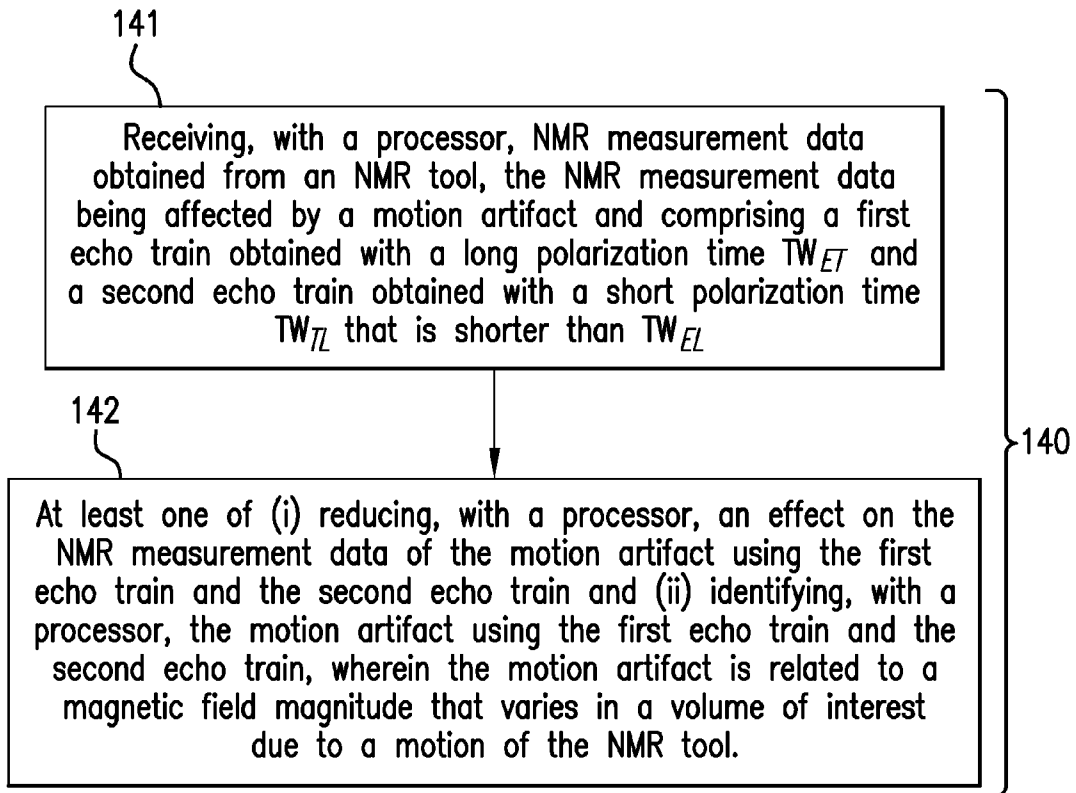 141
Receiving, with a processor, NMR measurement data
obtained from an NMR tool, the NMR measurement data
being affected by a motion artifact and comprising a first
echo train obtained with a long polarization time TW_ET and
a second echo train obtained with a short polarization time
TW_TL that is shorter than TW_EL
142
140
At least one of (i) reducing, with a processor, an effect on the
NMR measurement data of the motion artifact using the first
echo train and the second echo train and (ii) identifying, with a
processor, the motion artifact using the first echo train and the
second echo train, wherein the motion artifact is related to a
magnetic field magnitude that varies in a volume of interest
due to a motion of the NMR tool.